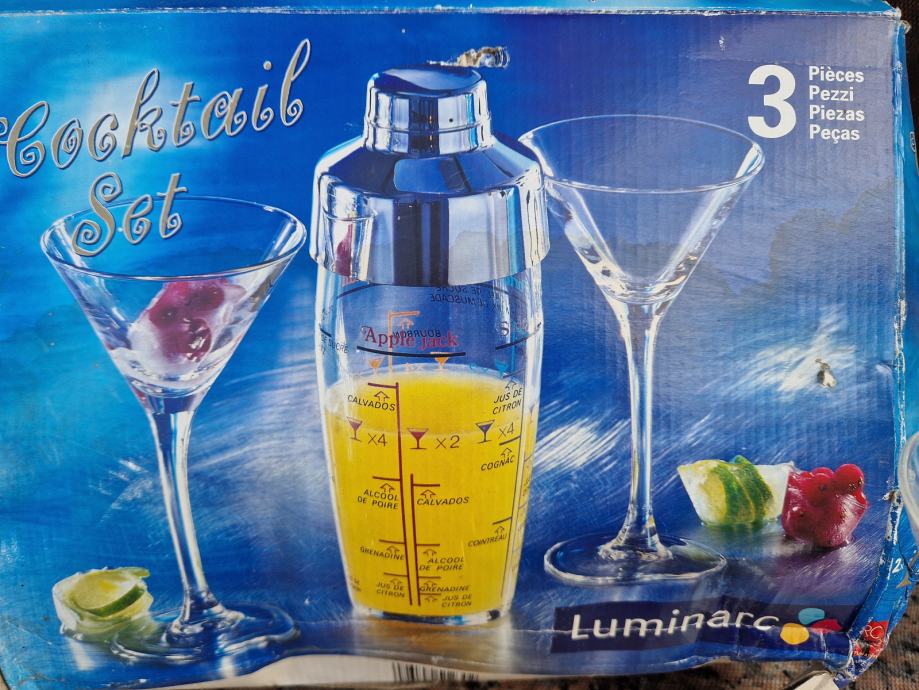 Cocktail
Set
3
Pièces
Pezzi
Piezas
Peças
BOURBON
Apple jack
CALVADOS
JUS DE
CITRON
X4
X2
X4
COGNAC
ALCOOL
DE POIRE
CALVADOS
COINTREAU
GRENADINE
ALCOOL
DE POIRE
JUS DE
CITRON
GRENADINE
JUS DE
CITRON
Luminarc